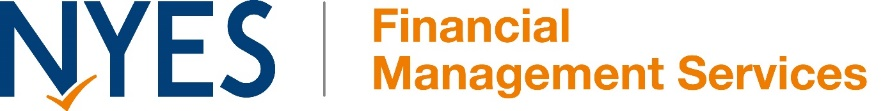 NYES
Financial
Management Services